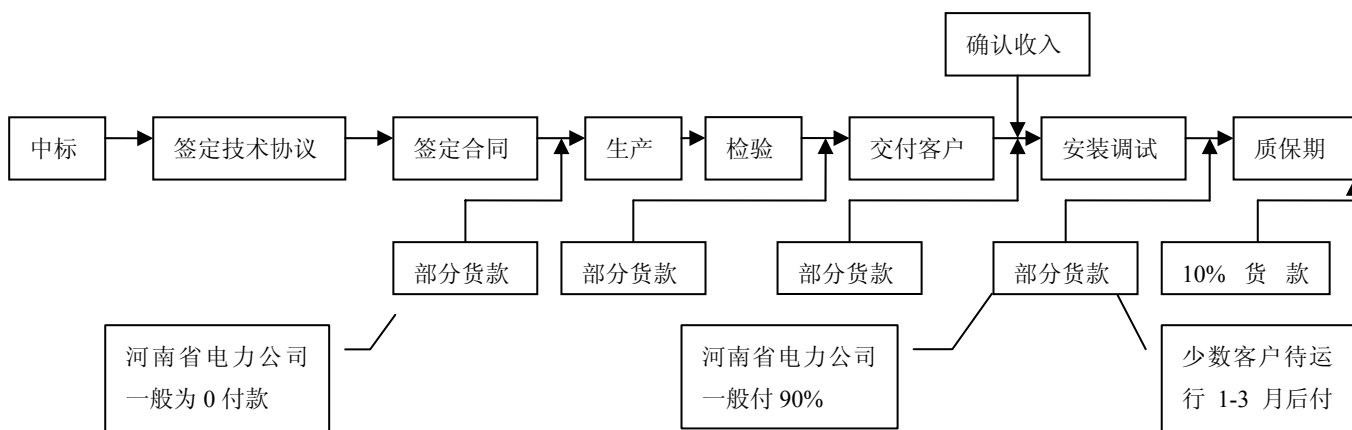 确认收入
中标
签定技术协议
签定合同
生产
检验
交付客户
安装调试
质保期
部分货款
部分货款
部分货款
部分货款
10% 货款
河南省电力公司
一般为 0 付款
河南省电力公司
一般付 90%
少数客户待运
行 1-3 月后付